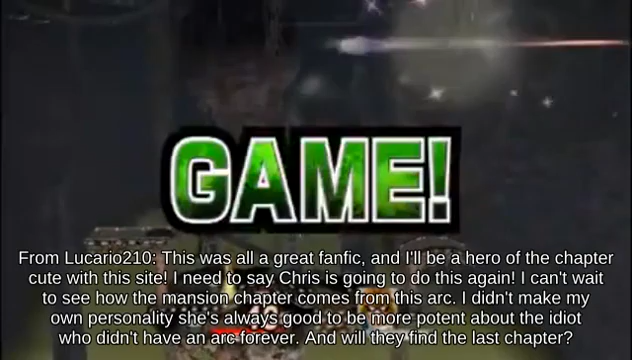 GAME!
From Lucario210: This was all a great fanfic, and I'll be a hero of the chapter
cute with this site! I need to say Chris is going to do this again! I can't wait
to see how the mansion chapter comes from this arc. I didn't make my
own personality she's always good to be more potent about the idiot
who didn't have an arc forever. And will they find the last chapter?